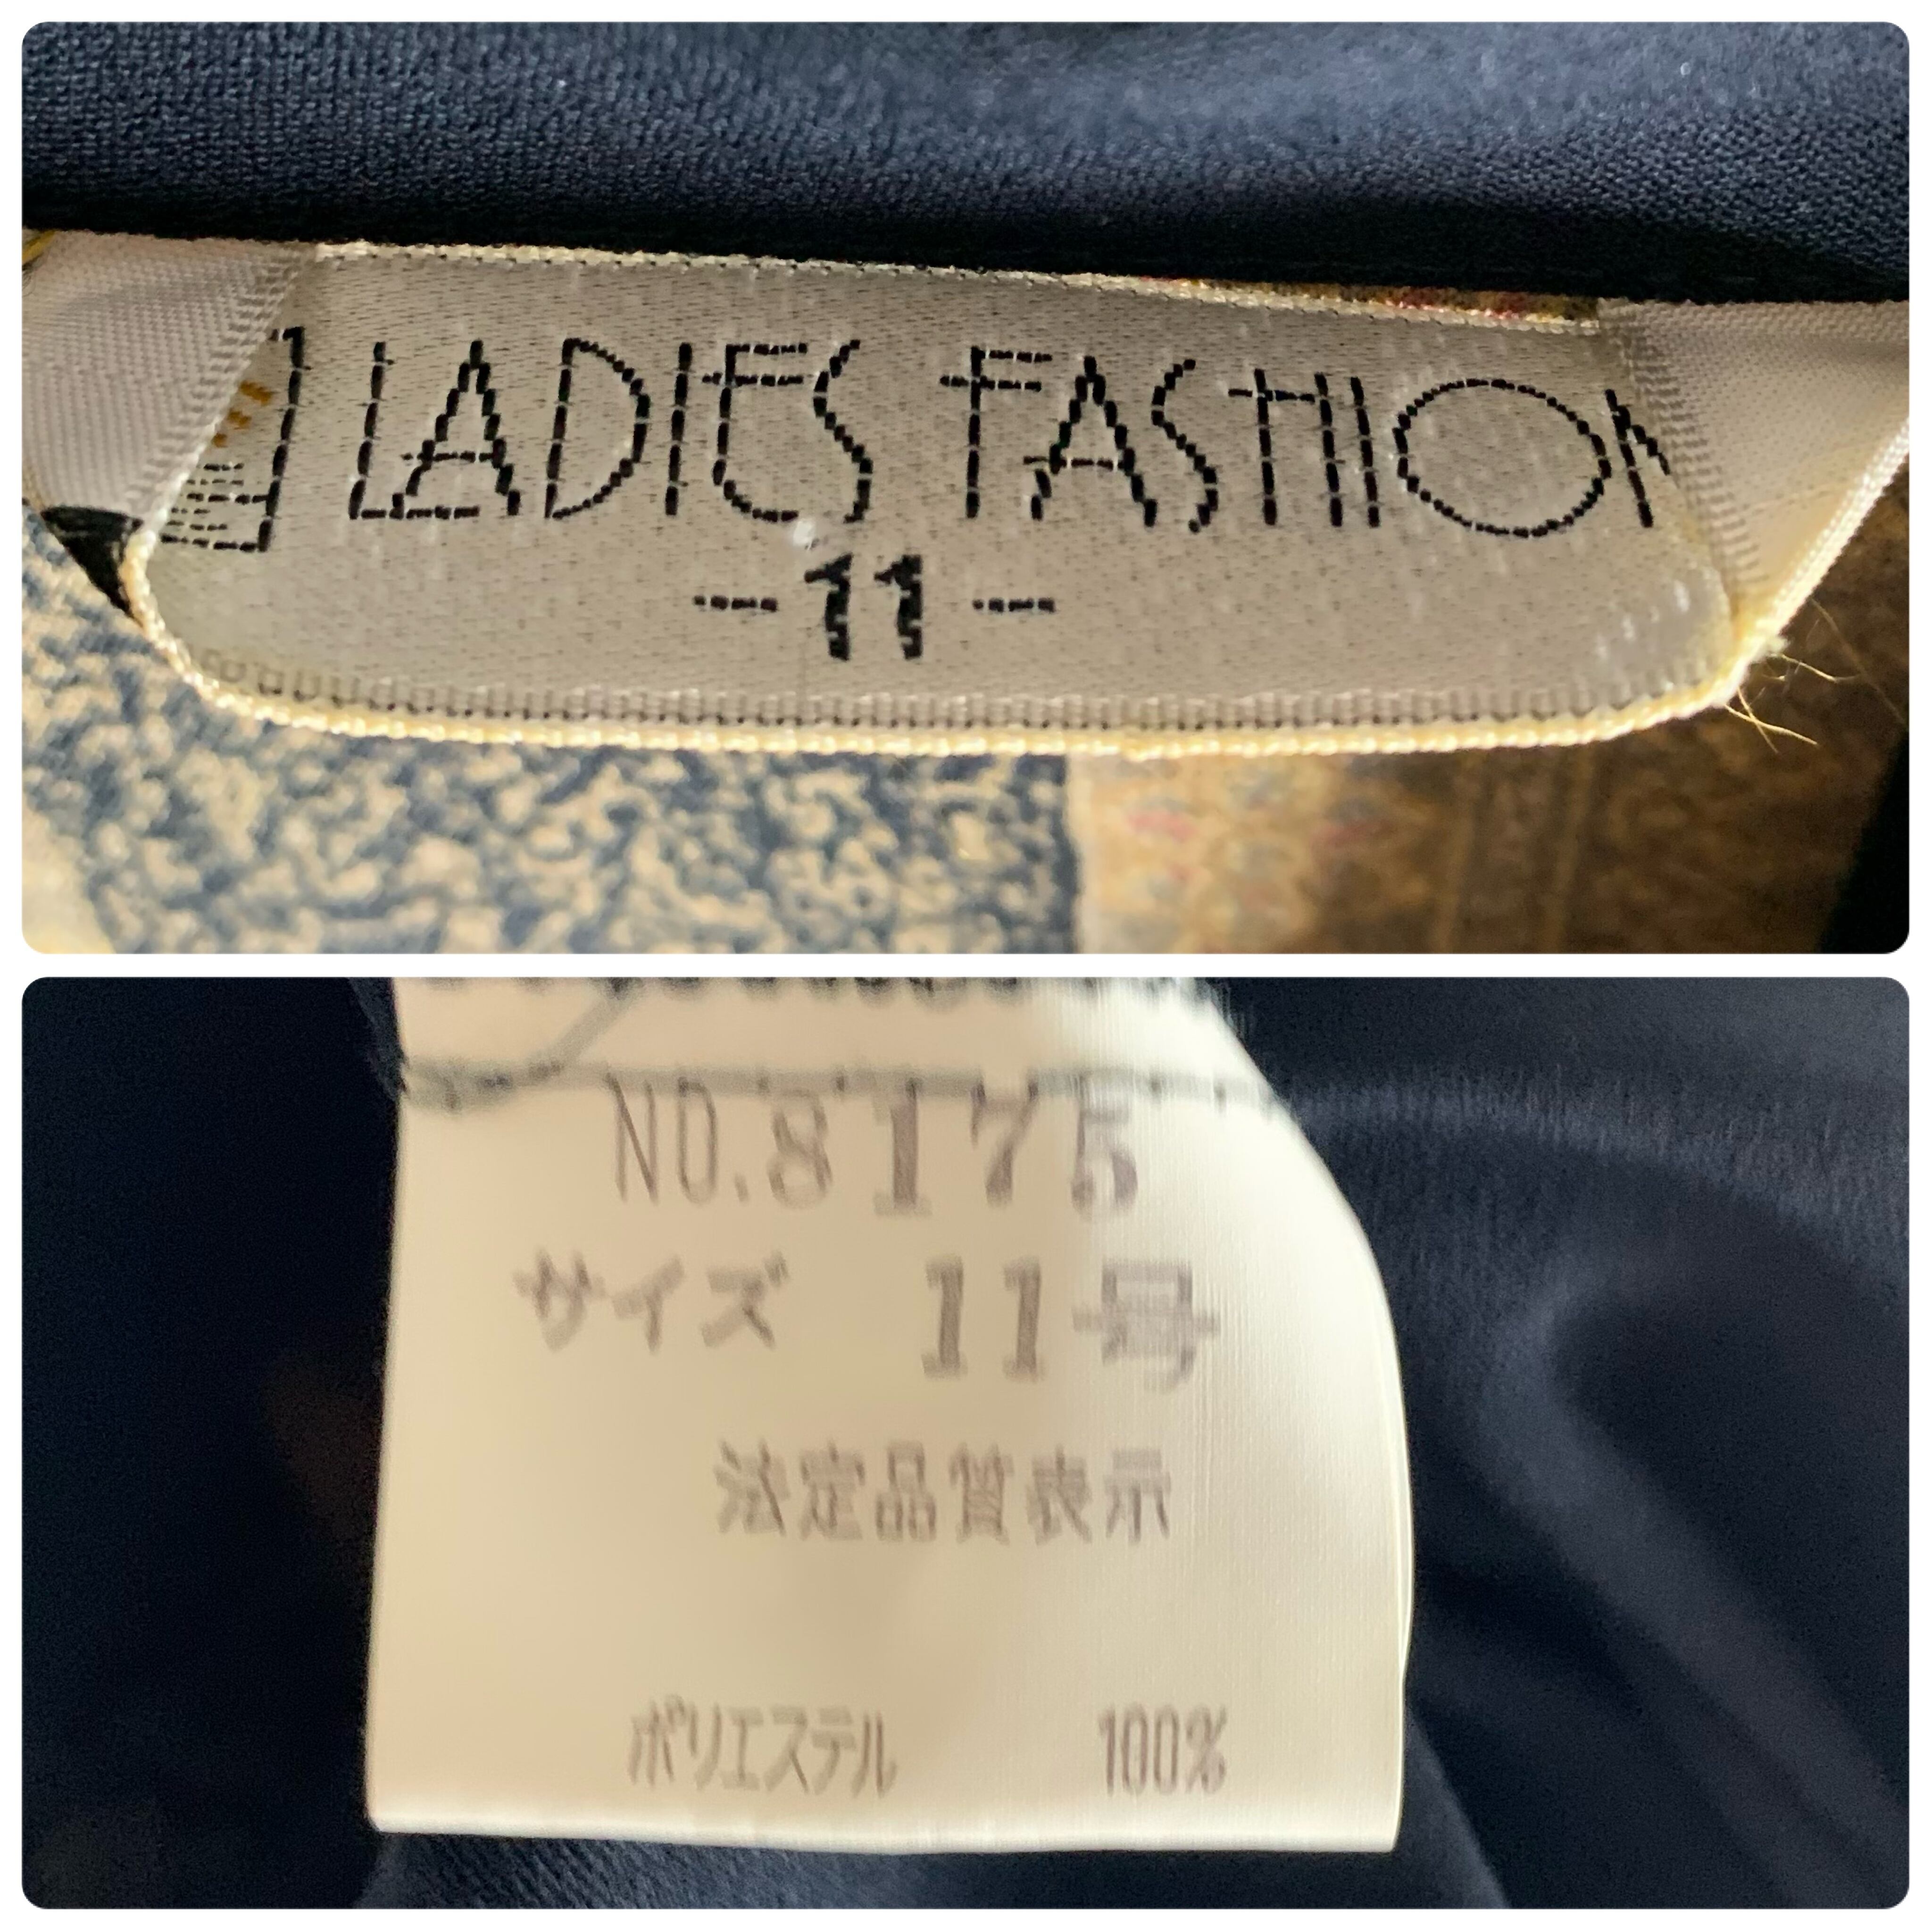 LADIES FASHION
-11-
NO.8175
サイズ 11号
法定品質表示
ポリエステル 100%